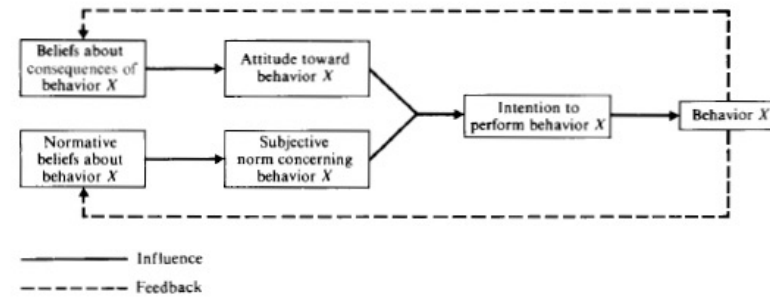 Beliefs about
consequences of
behavior X
Attitude toward
behavior X
Intention to
perform behavior X
Behavior X
Normative
beliefs about
behavior X
Subjective
norm concerning
behavior X
Influence
Feedback